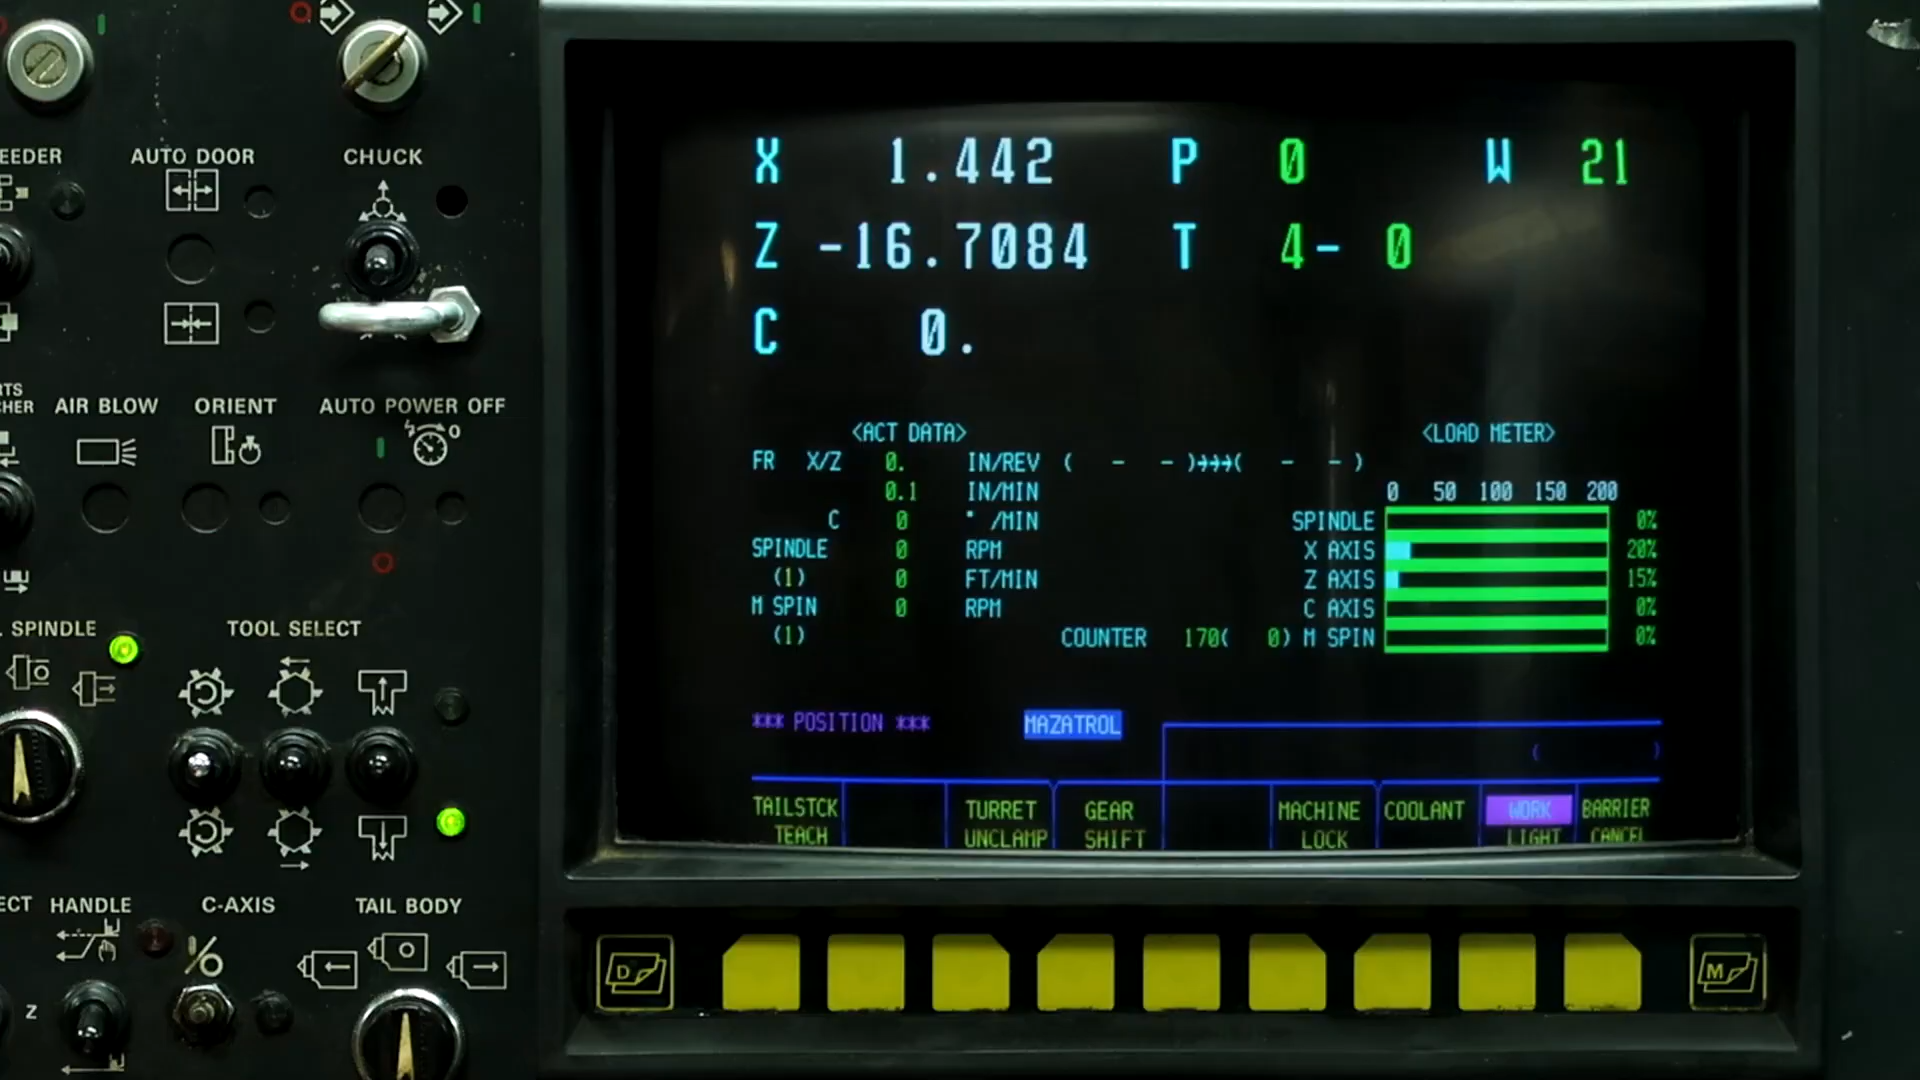 EEDER
AUTO DOOR
CHUCK
RTS
CHER
AIR BLOW
ORIENT
AUTO POWER OFF
SPINDLE
TOOL SELECT
ECT
HANDLE
C-AXIS
TAIL BODY
Z
X 1.442 P 0 W 21
Z -16.7084 T 4- 0
C 0.
<ACT DATA> <LOAD METER>
FR X/Z 0. IN/REV ( - - ) ( - - )
0.1 IN/MIN 0 50 100 150 200
C 0 ° /MIN SPINDLE 0%
SPINDLE 0 RPM X AXIS 20%
(1) 0 FT/MIN Z AXIS 15%
M SPIN 0 RPM C AXIS 0%
(1) COUNTER 170( 0) M SPIN 0%
*** POSITION *** MAZATROL
( )
TAILSTCK TURRET GEAR MACHINE COOLANT WORK BARRIER
TEACH UNCLAMP SHIFT LOCK LIGHT CANCEL
D M